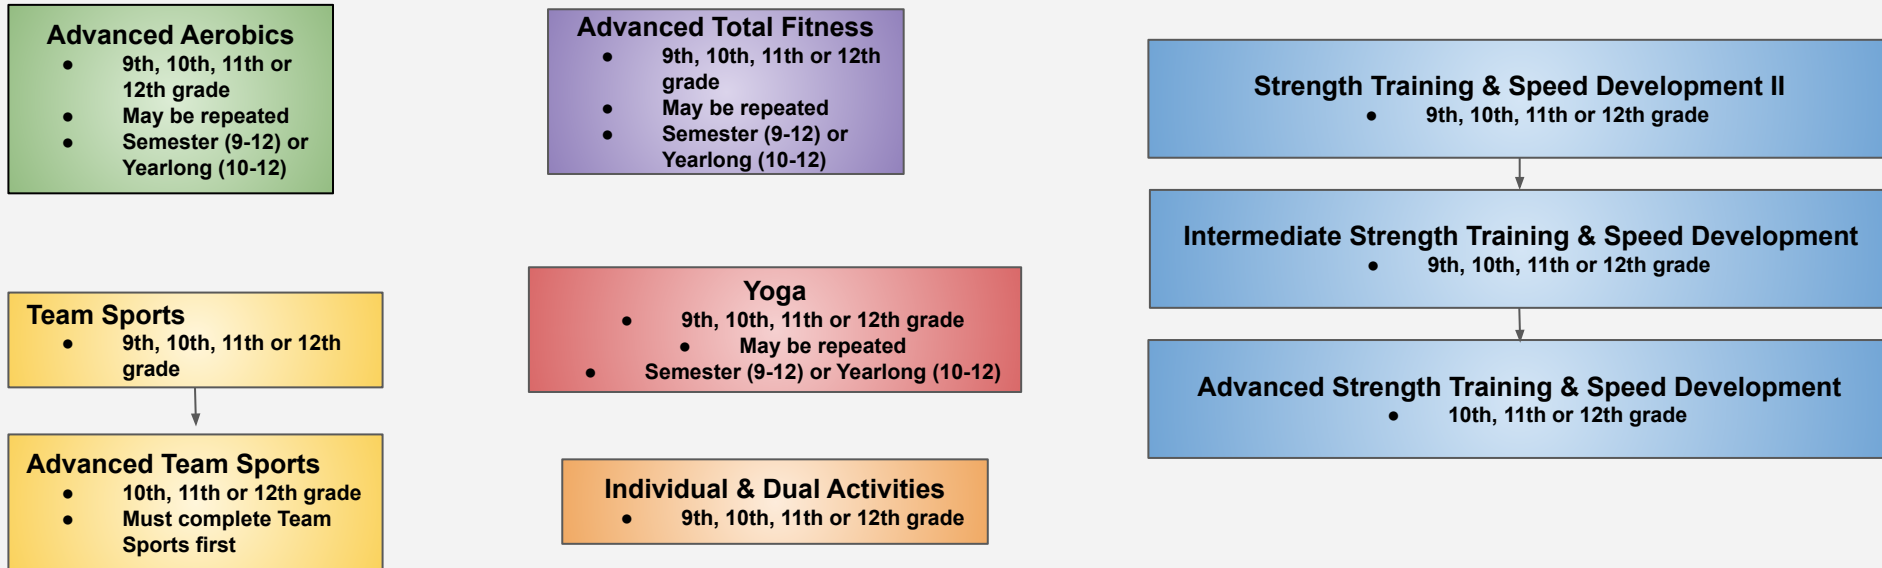 Advanced Aerobics
● 9th, 10th, 11th or
12th grade
● May be repeated
● Semester (9-12) or
Yearlong (10-12)
Advanced Total Fitness
● 9th, 10th, 11th or 12th
grade
● May be repeated
● Semester (9-12) or
Yearlong (10-12)
Strength Training & Speed Development II
● 9th, 10th, 11th or 12th grade
Intermediate Strength Training & Speed Development
● 9th, 10th, 11th or 12th grade
Advanced Strength Training & Speed Development
● 10th, 11th or 12th grade
Team Sports
● 9th, 10th, 11th or 12th
grade
Advanced Team Sports
● 10th, 11th or 12th grade
● Must complete Team
Sports first
Yoga
● 9th, 10th, 11th or 12th grade
● May be repeated
● Semester (9-12) or Yearlong (10-12)
Individual & Dual Activities
● 9th, 10th, 11th or 12th grade